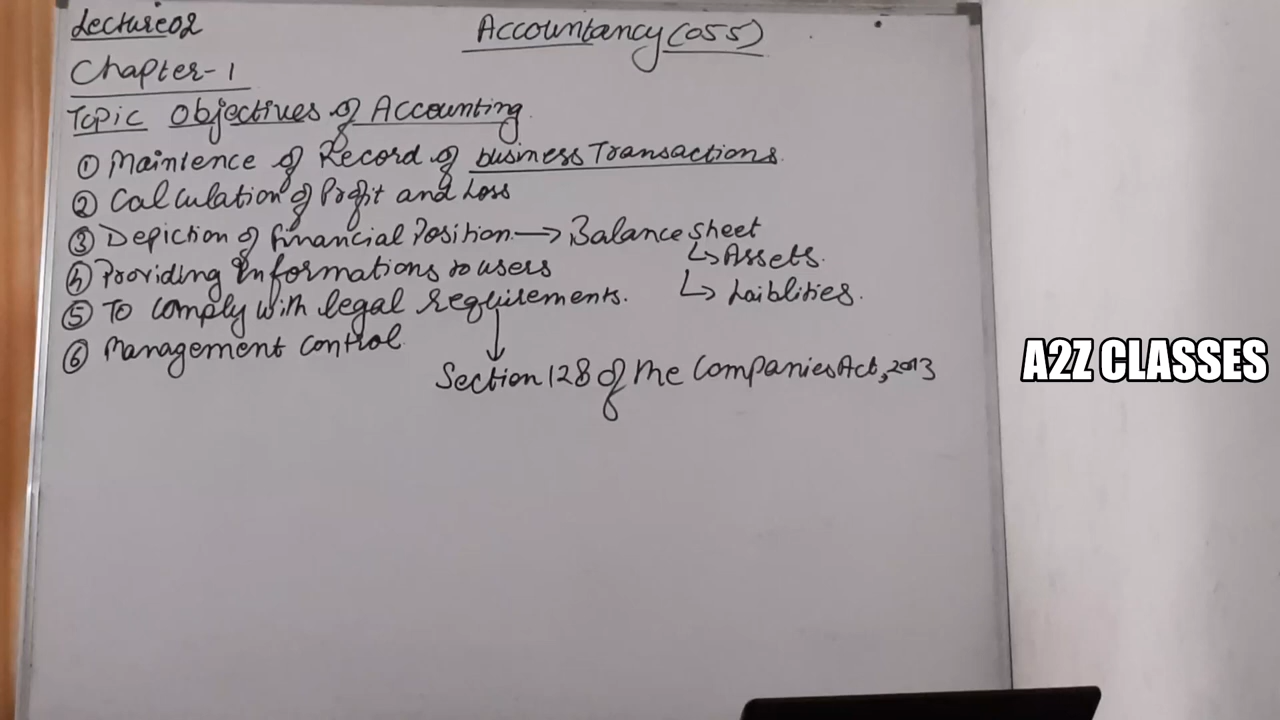 Lecture 02
Accountancy (055)
Chapter-1
Topic Objectives of Accounting
① Maintence of Record of business Transactions.
② Calculation of Profit and Loss
③ Depiction of financial Position → Balance Sheet
↳ Assets.
④ Providing Informations to users
↳ Laiblities.
⑤ To comply with legal requirements.
⑥ Management control
Section 128 of the Companies Act, 2013
A2Z CLASSES